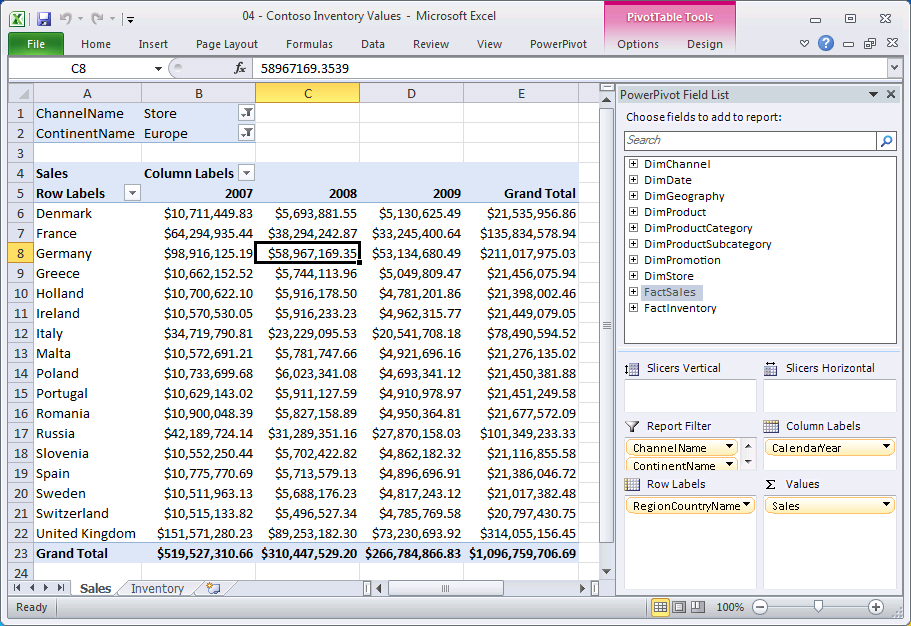 04 - Contoso Inventory Values - Microsoft Excel
PivotTable Tools
File Home Insert Page Layout Formulas Data Review View PowerPivot Options Design
C8 fx 58967169.3539
A B C D E
1 ChannelName Store
2 ContinentName Europe
3
4 Sales Column Labels
5 Row Labels 2007 2008 2009 Grand Total
6 Denmark $10,711,449.83 $5,693,881.55 $5,130,625.49 $21,535,956.86
7 France $64,294,935.44 $38,294,242.87 $33,245,400.64 $135,834,578.94
8 Germany $98,916,125.19 $58,967,169.35 $53,134,680.49 $211,017,975.03
9 Greece $10,662,152.52 $5,744,113.96 $5,049,809.47 $21,456,075.94
10 Holland $10,700,622.10 $5,916,178.50 $4,781,201.86 $21,398,002.46
11 Ireland $10,570,530.05 $5,916,233.23 $4,962,315.77 $21,449,079.05
12 Italy $34,719,790.81 $23,229,095.53 $20,541,708.18 $78,490,594.52
13 Malta $10,572,691.21 $5,781,747.66 $4,921,696.16 $21,276,135.02
14 Poland $10,733,699.68 $6,023,341.08 $4,693,341.12 $21,450,381.88
15 Portugal $10,629,143.02 $5,911,127.59 $4,910,978.97 $21,451,249.58
16 Romania $10,900,048.39 $5,827,158.89 $4,950,364.81 $21,677,572.09
17 Russia $42,189,724.14 $31,289,351.16 $27,870,158.03 $101,349,233.33
18 Slovenia $10,552,250.44 $5,702,422.82 $4,862,182.32 $21,116,855.58
19 Spain $10,775,770.69 $5,713,579.13 $4,896,696.91 $21,386,046.72
20 Sweden $10,511,963.13 $5,688,176.23 $4,817,243.12 $21,017,382.48
21 Switzerland $10,515,133.82 $5,496,527.34 $4,785,769.58 $20,797,430.75
22 United Kingdom $151,571,280.23 $89,253,182.30 $73,230,693.92 $314,055,156.45
23 Grand Total $519,527,310.66 $310,447,529.20 $266,784,866.83 $1,096,759,706.69
24
Sales Inventory
Ready 100%
PowerPivot Field List
Choose fields to add to report:
Search
DimChannel
DimDate
DimGeography
DimProduct
DimProductCategory
DimProductSubcategory
DimPromotion
DimStore
FactSales
FactInventory
Slicers Vertical Slicers Horizontal
Report Filter Column Labels
ChannelName CalendarYear
ContinentName
Row Labels Σ Values
RegionCountryName Sales